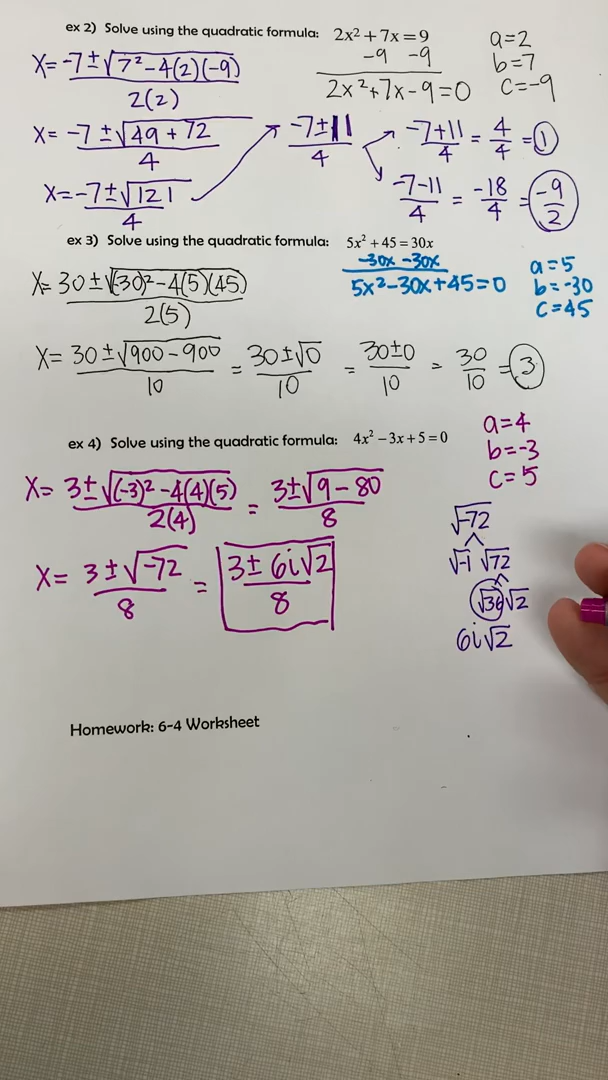 ex 2) Solve using the quadratic formula: 2x² + 7x = 9
-9 -9
2x²+7x-9=0
a=2
b=7
c=-9
x= -7±√7²-4(2)(-9) / 2(2)
x= -7±√49+72 / 4
x= -7±√121 / 4
-7±11 / 4
-7+11 / 4 = 4/4 = 1
-7-11 / 4 = -18/4 = -9/2
ex 3) Solve using the quadratic formula: 5x² + 45 = 30x
-30x -30x
5x²-30x+45=0
a=5
b=-30
c=45
x= 30±√(-30)²-4(5)(45) / 2(5)
x= 30±√900-900 / 10 = 30±√0 / 10 = 30±0 / 10 = 30/10 = 3
ex 4) Solve using the quadratic formula: 4x² - 3x + 5 = 0
a=4
b=-3
c=5
x= 3±√(-3)²-4(4)(5) / 2(4) = 3±√9-80 / 8
x= 3±√-72 / 8 = 3±6i√2 / 8
√-72
√-1 √72
√36 √2
6i√2
Homework: 6-4 Worksheet